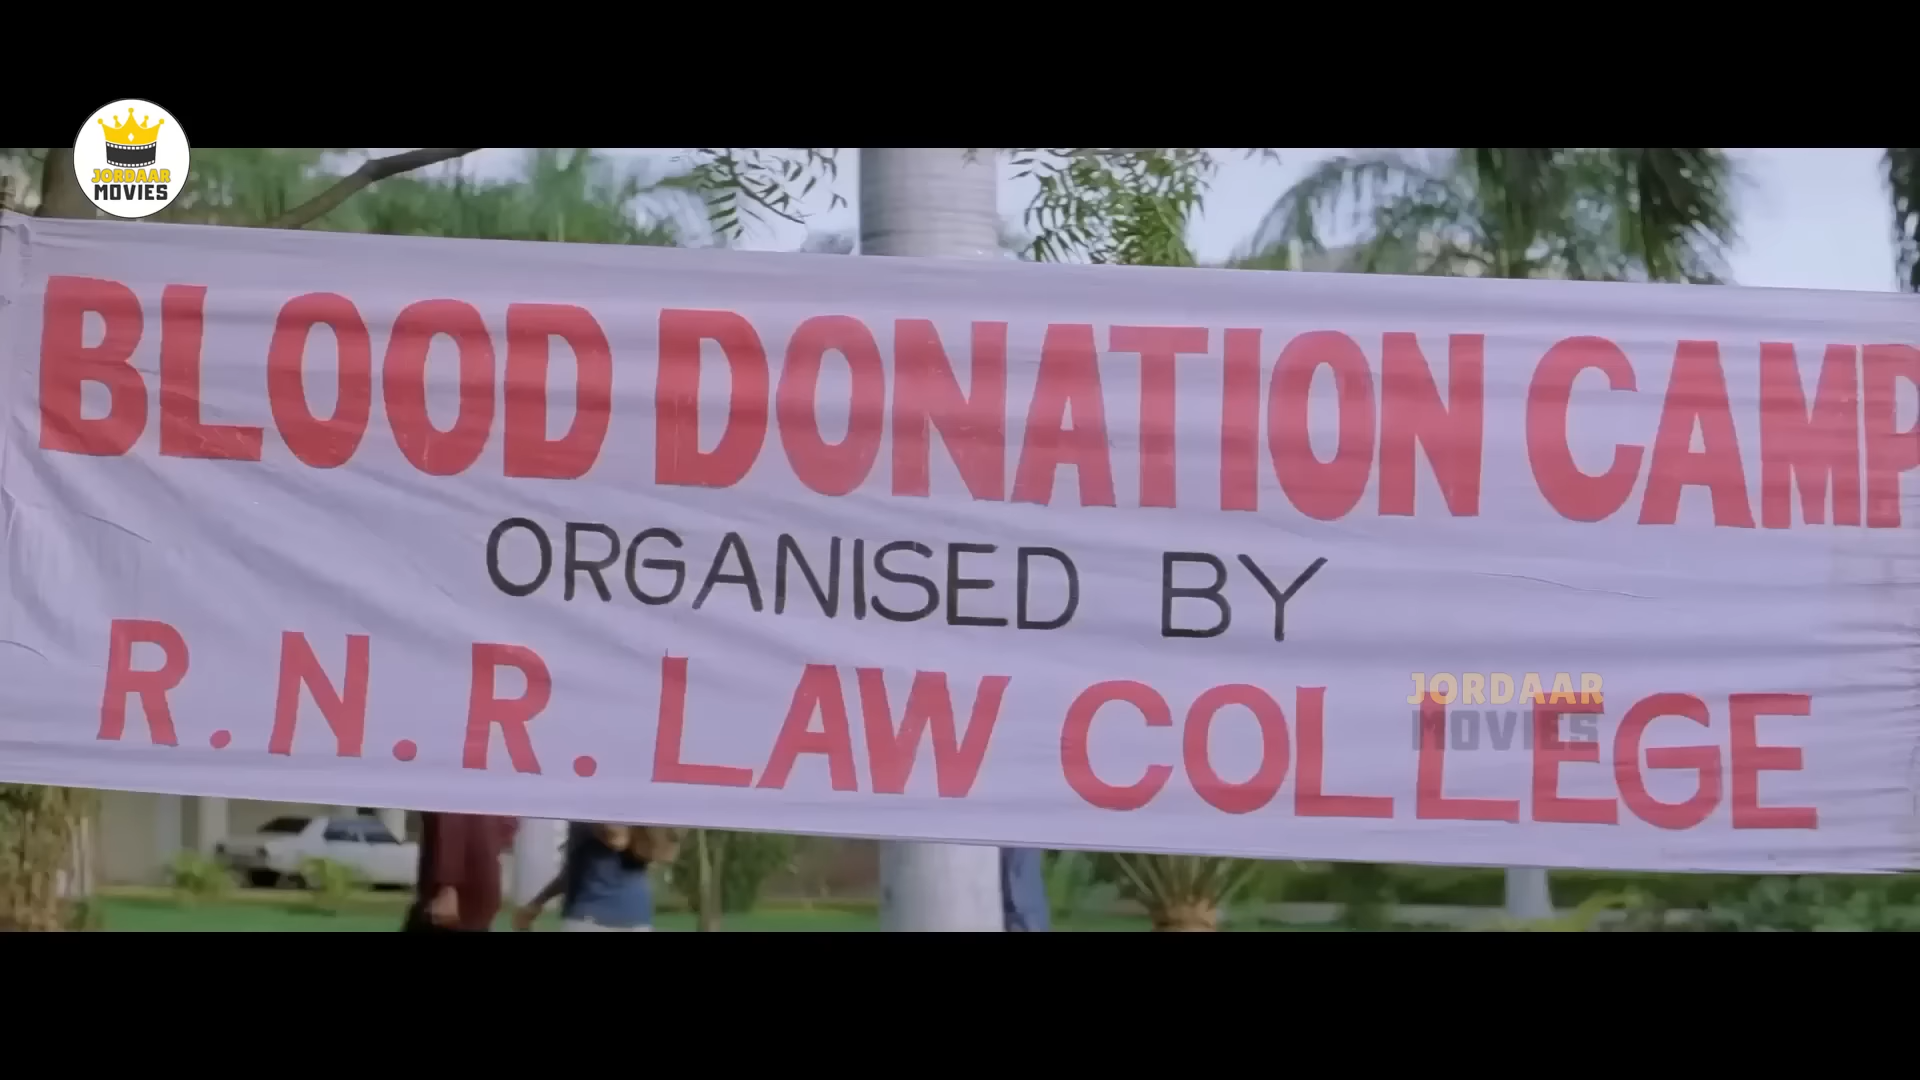 JORDAAR
MOVIES
BLOOD DONATION CAMP
ORGANISED BY
R.N.R. LAW COLLEGE
JORDAAR
MOVIES